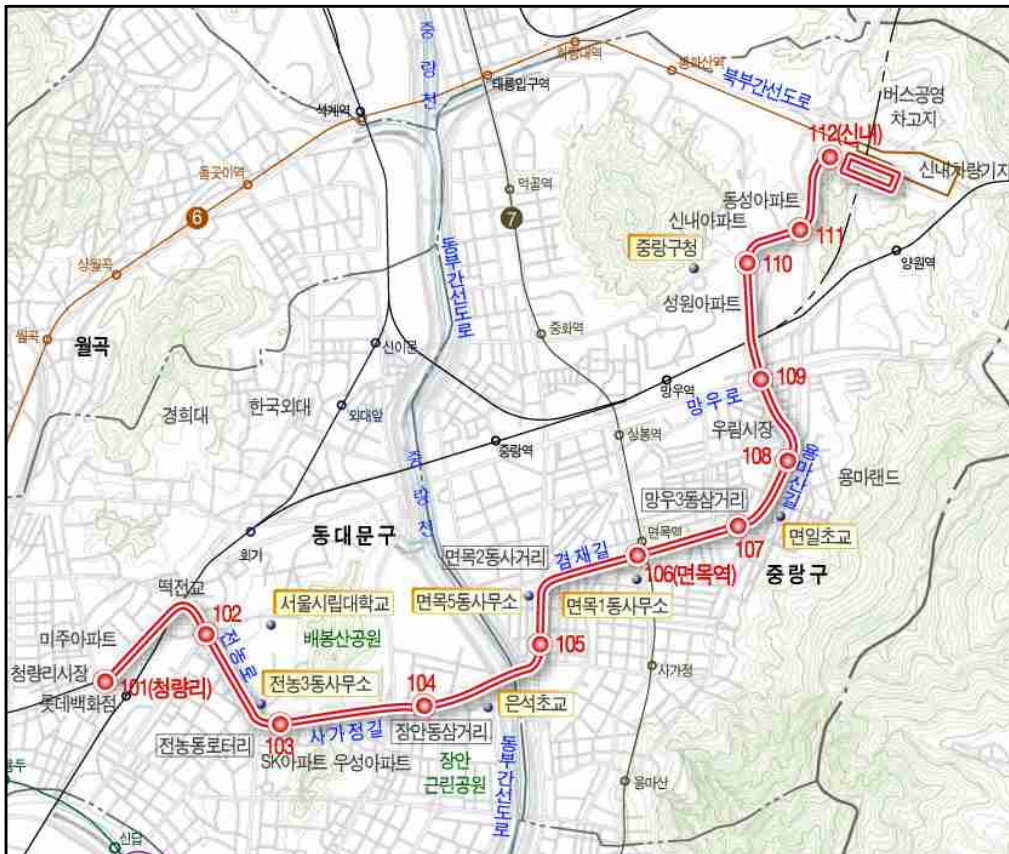 중
랑
천
화랑대역
봉화산역
태릉입구역
북부간선도로
버스공영
차고지
석계역
112(신내)
신내차량기지
돌곶이역
6
먹골역
7
동성아파트
신내아파트
111
중랑구청
110
양원역
상월곡
동부간선도로
성원아파트
월곡
월곡
신이문
중화역
109
망우역
망우로
경희대
한국외대
외대앞
우림시장
중랑역
상봉역
108
용마산길
용마랜드
중
랑
천
망우3동삼거리
동대문구
회기
면목2동사거리
겸재길
면목역
107
면일초교
106(면목역)
중랑구
떡전교
서울시립대학교
면목5동사무소
면목1동사무소
102
미주아파트
전농로
배봉산공원
105
청량리시장
101(청량리)
롯데백화점
전농3동사무소
104
은석초교
사가정
전농동로터리
103
사가정길
장안동삼거리
SK아파트 우성아파트
장안
근린공원
동부간선도로
용마산
용두
신답